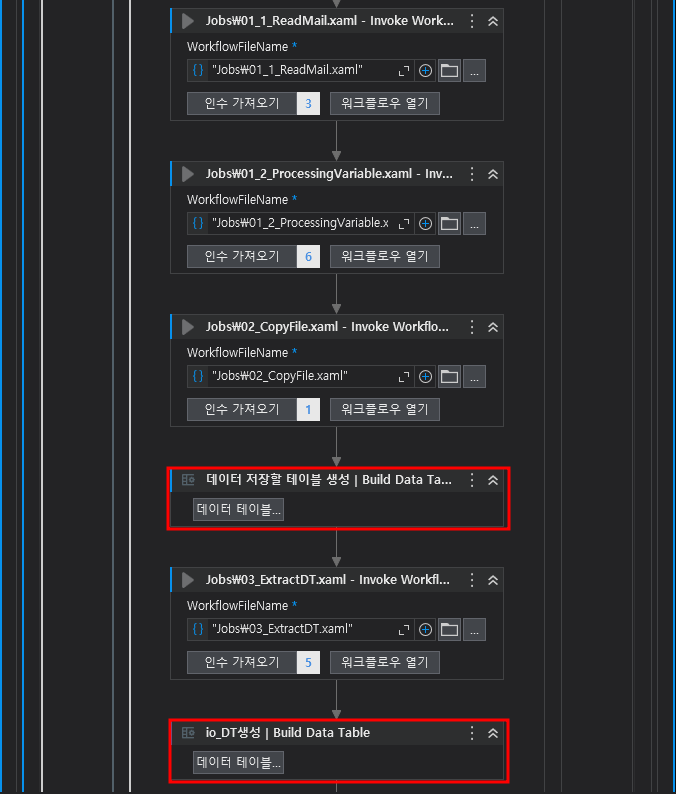 Jobs₩01_1_ReadMail.xaml - Invoke Work...
WorkflowFileName *
{} "Jobs₩01_1_ReadMail.xaml" ...
인수 가져오기 3 워크플로우 열기
Jobs₩01_2_ProcessingVariable.xaml - Inv...
WorkflowFileName *
{} "Jobs₩01_2_ProcessingVariable.x ...
인수 가져오기 6 워크플로우 열기
Jobs₩02_CopyFile.xaml - Invoke Workflo...
WorkflowFileName *
{} "Jobs₩02_CopyFile.xaml" ...
인수 가져오기 1 워크플로우 열기
데이터 저장할 테이블 생성 | Build Data Ta...
데이터 테이블...
Jobs₩03_ExtractDT.xaml - Invoke Workfl...
WorkflowFileName *
{} "Jobs₩03_ExtractDT.xaml" ...
인수 가져오기 5 워크플로우 열기
io_DT생성 | Build Data Table
데이터 테이블...